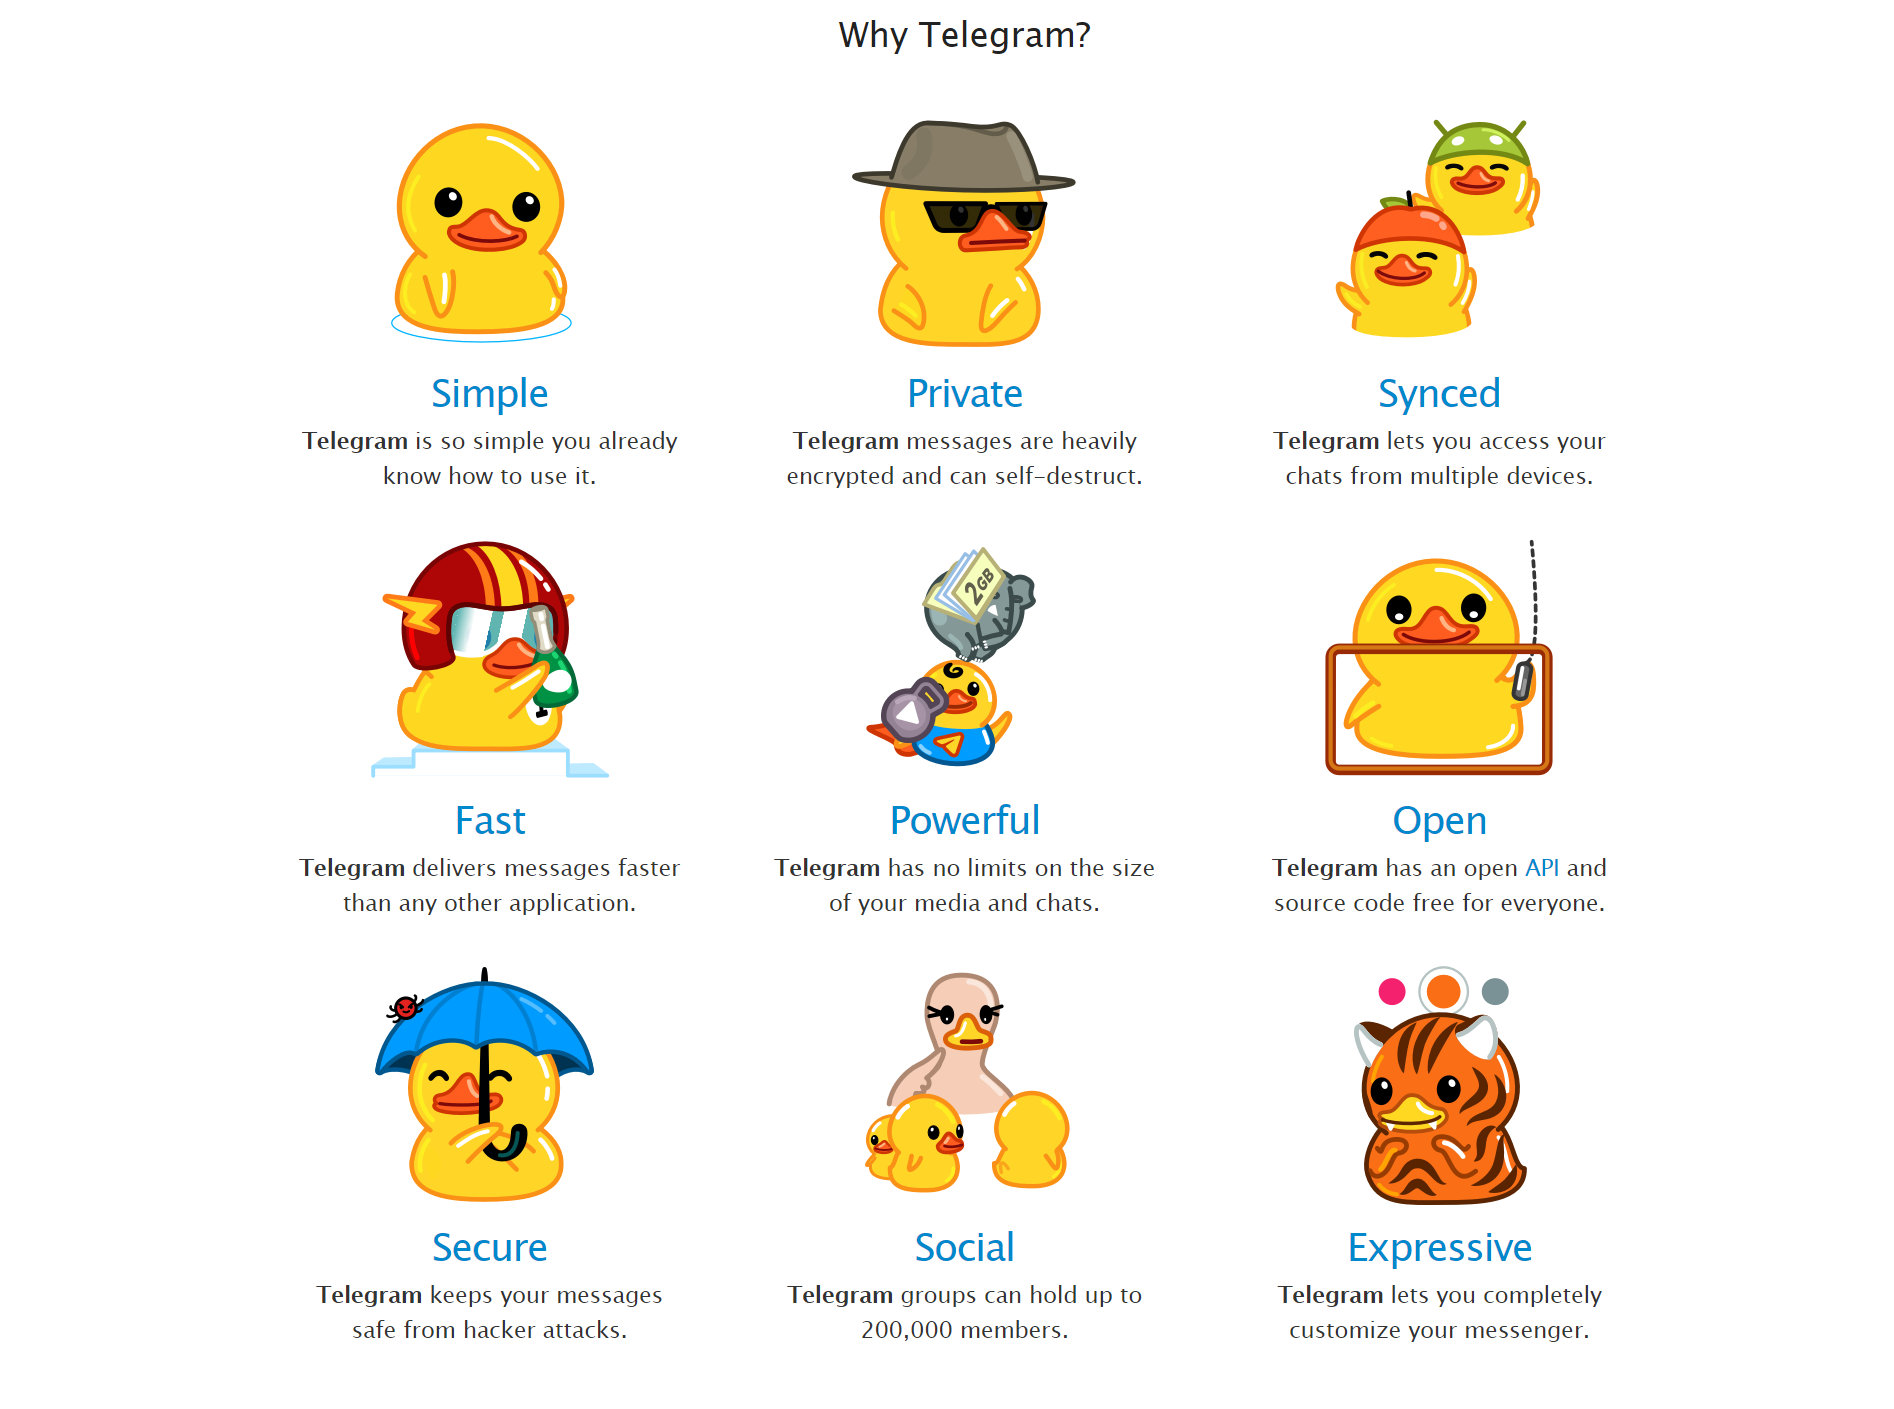 Why Telegram?
Simple
Telegram is so simple you already
know how to use it.
Private
Telegram messages are heavily
encrypted and can self-destruct.
Synced
Telegram lets you access your
chats from multiple devices.
Fast
Telegram delivers messages faster
than any other application.
2GB
Powerful
Telegram has no limits on the size
of your media and chats.
Open
Telegram has an open API and
source code free for everyone.
Secure
Telegram keeps your messages
safe from hacker attacks.
Social
Telegram groups can hold up to
200,000 members.
Expressive
Telegram lets you completely
customize your messenger.